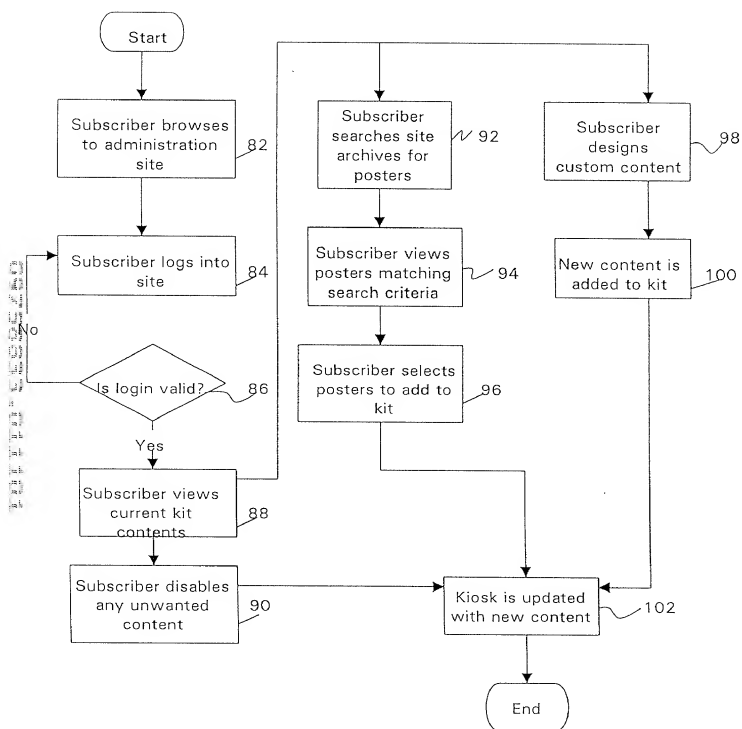 Start
Subscriber browses
to administration
site
82
Subscriber logs into
site
84
No
Is login valid?
86
Yes
Subscriber views
current kit
contents
88
Subscriber disables
any unwanted
content
90
Subscriber
searches site
archives for
posters
92
Subscriber views
posters matching
search criteria
94
Subscriber selects
posters to add to
kit
96
Subscriber
designs
custom content
98
New content is
added to kit
100
Kiosk is updated
with new content
102
End